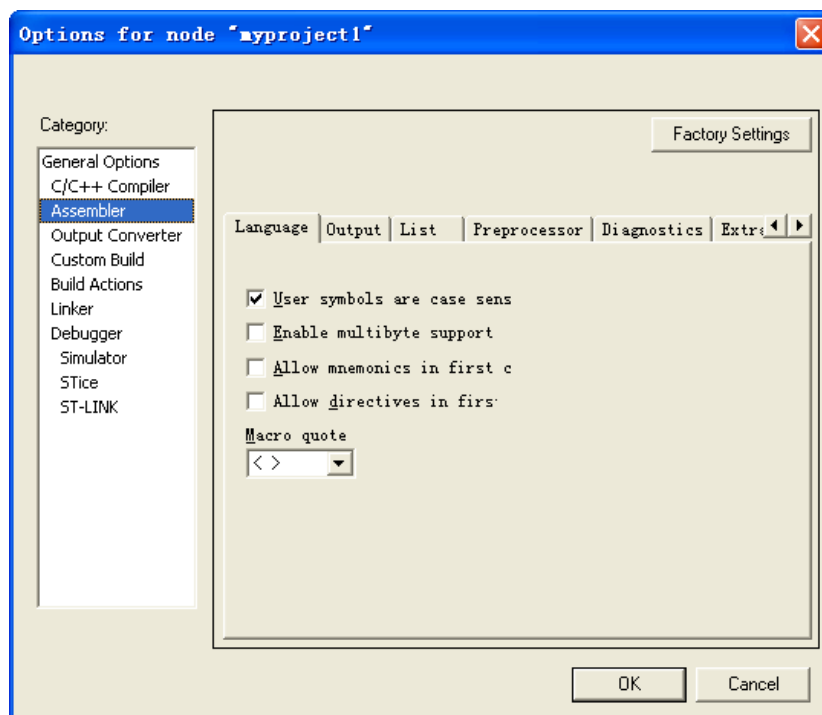 Options for node "myproject1"
Category:
Factory Settings
General Options
C/C++ Compiler
Assembler
Output Converter
Custom Build
Build Actions
Linker
Debugger
Simulator
STice
ST-LINK
Language Output List Preprocessor Diagnostics Extra
User symbols are case sens
Enable multibyte support
Allow mnemonics in first c
Allow directives in firs
Macro quote
< >
OK Cancel